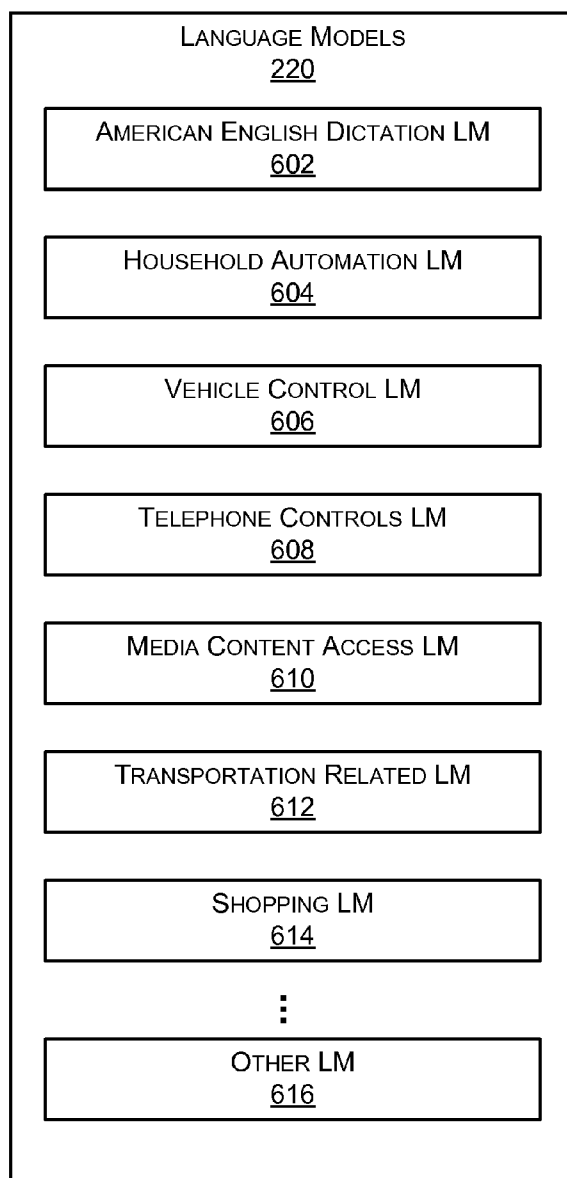 LANGUAGE MODELS
220
AMERICAN ENGLISH DICTATION LM
602
HOUSEHOLD AUTOMATION LM
604
VEHICLE CONTROL LM
606
TELEPHONE CONTROLS LM
608
MEDIA CONTENT ACCESS LM
610
TRANSPORTATION RELATED LM
612
SHOPPING LM
614
⋮
OTHER LM
616